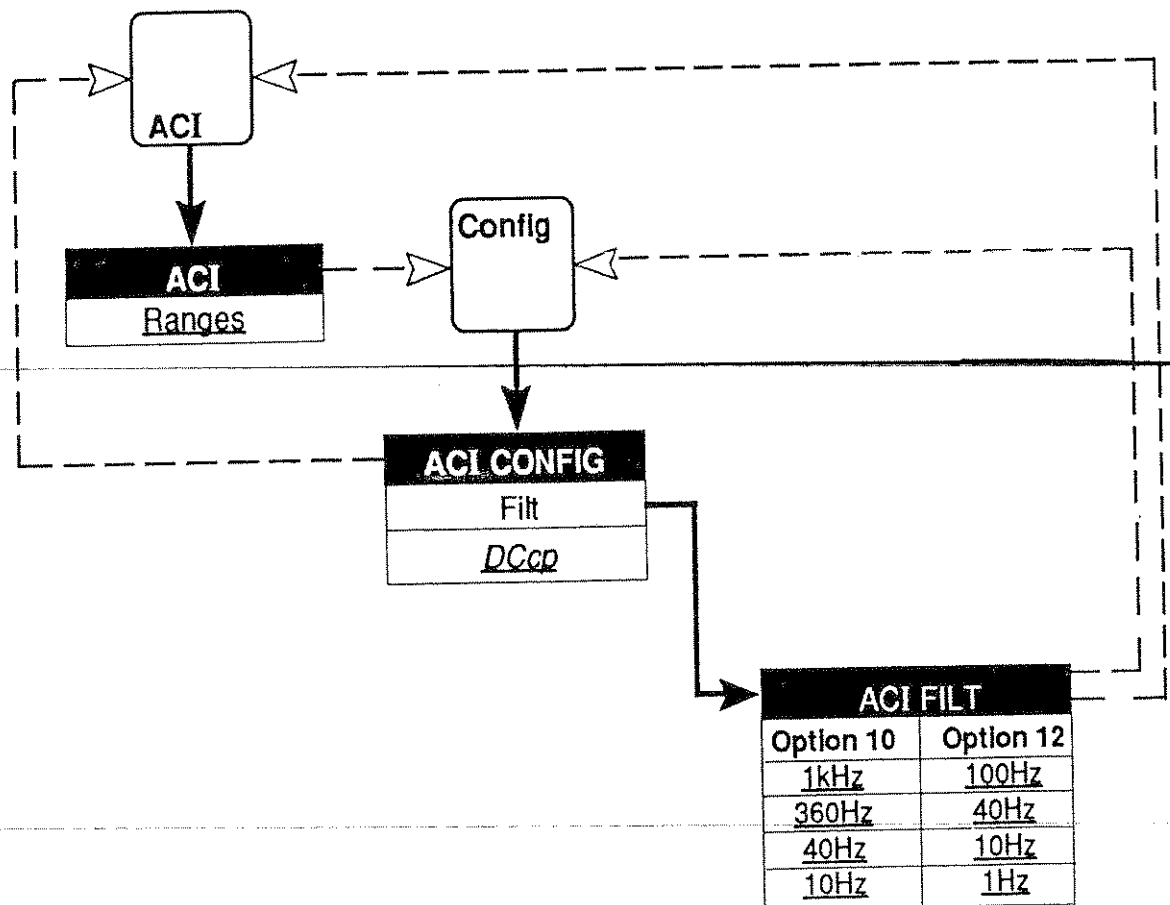 ACI
Config
ACI
Ranges
ACI CONFIG
Filt
DCcp
ACI FILT
Option 10 Option 12
1kHz 100Hz
360Hz 40Hz
40Hz 10Hz
10Hz 1Hz